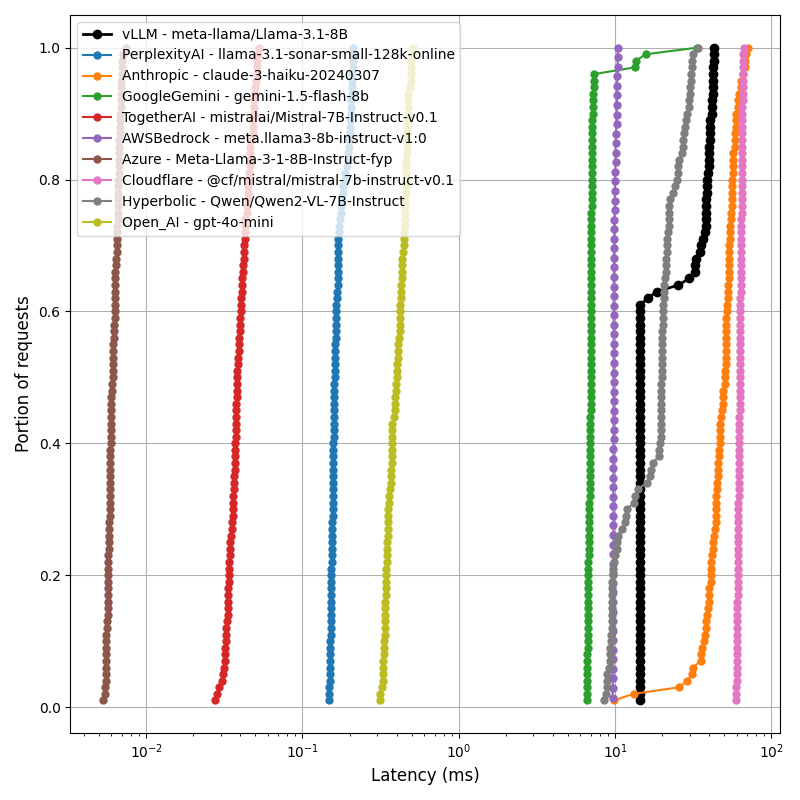 vLLM - meta-llama/Llama-3.1-8B
PerplexityAI - llama-3.1-sonar-small-128k-online
Anthropic - claude-3-haiku-20240307
GoogleGemini - gemini-1.5-flash-8b
TogetherAI - mistralai/Mistral-7B-Instruct-v0.1
AWSBedrock - meta.llama3-8b-instruct-v1:0
Azure - Meta-Llama-3-1-8B-Instruct-fyp
Cloudflare - @cf/mistral/mistral-7b-instruct-v0.1
Hyperbolic - Qwen/Qwen2-VL-7B-Instruct
Open_AI - gpt-4o-mini
Portion of requests
1.0
0.8
0.6
0.4
0.2
0.0
10⁻² 10⁻¹ 10⁰ 10¹ 10²
Latency (ms)